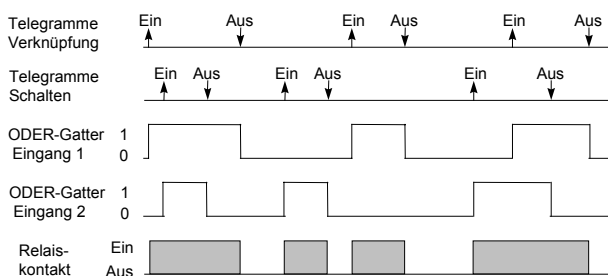 Telegramme Verknüpfung
Ein Aus Ein Aus Ein Aus
Telegramme Schalten
Ein Aus Ein Aus Ein Aus
ODER-Gatter Eingang 1
1
0
ODER-Gatter Eingang 2
1
0
Relais-
kontakt
Ein
Aus